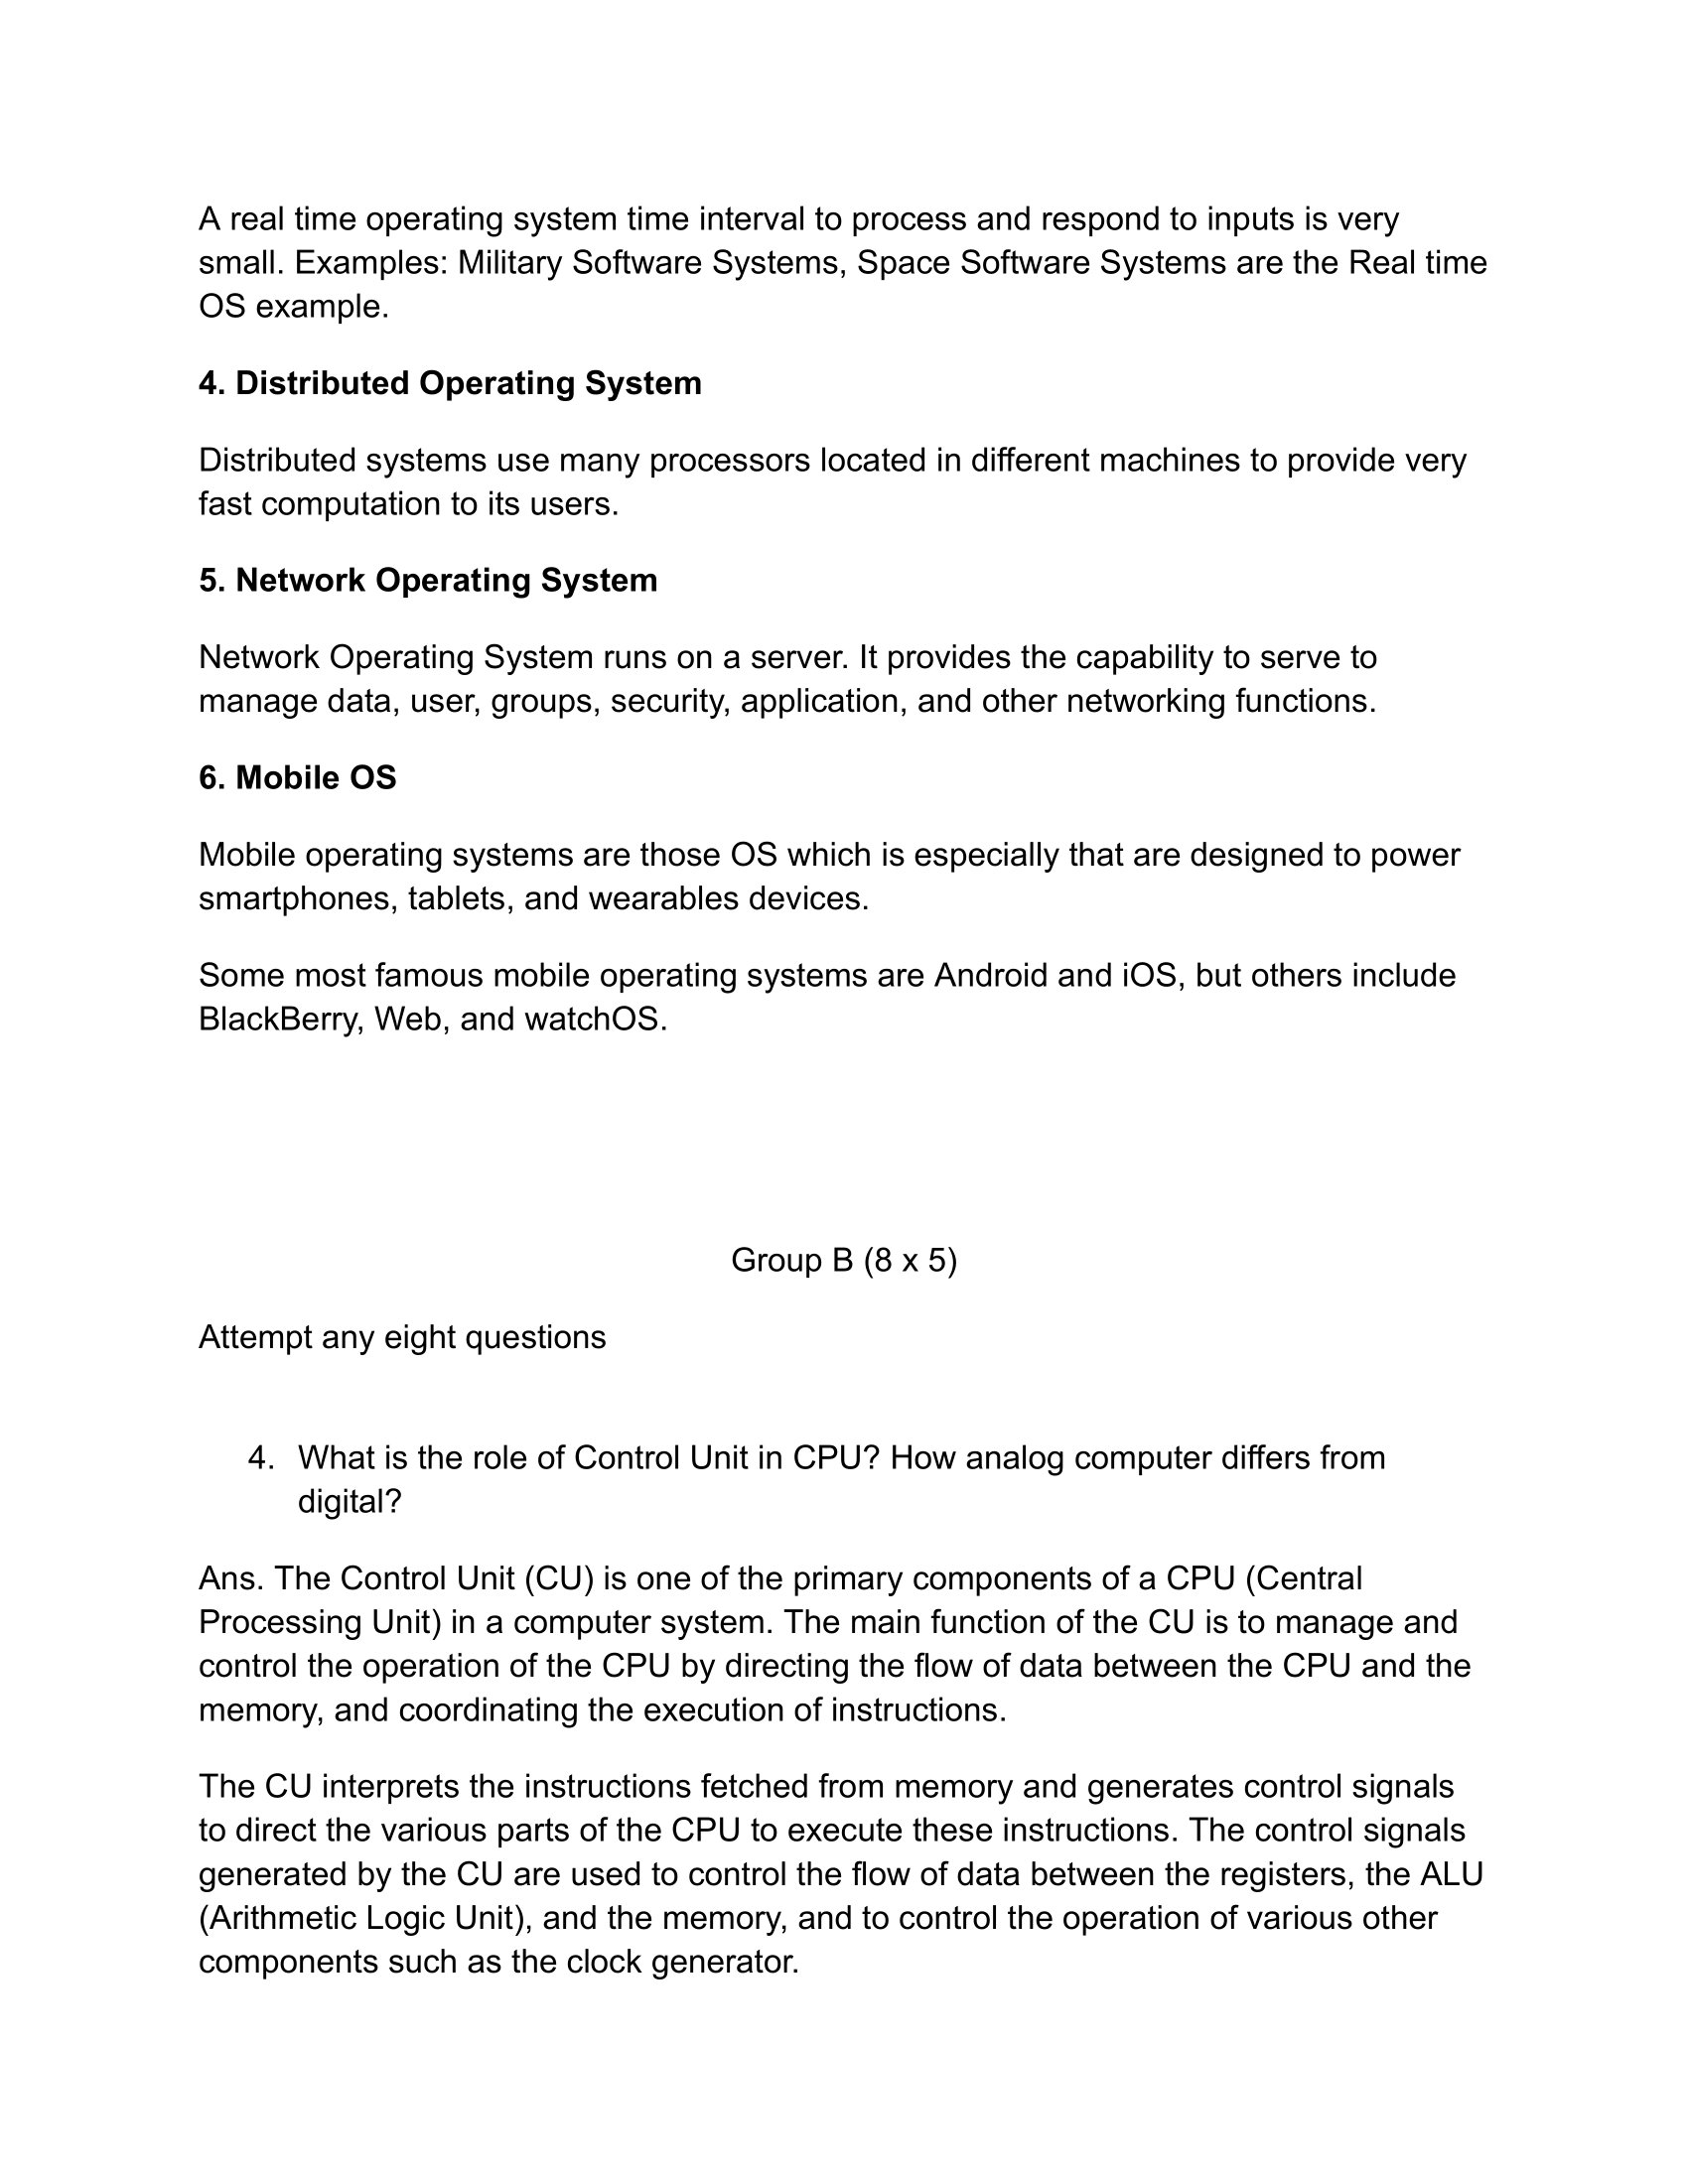 A real time operating system time interval to process and respond to inputs is very
small. Examples: Military Software Systems, Space Software Systems are the Real time
OS example.
4. Distributed Operating System
Distributed systems use many processors located in different machines to provide very
fast computation to its users.
5. Network Operating System
Network Operating System runs on a server. It provides the capability to serve to
manage data, user, groups, security, application, and other networking functions.
6. Mobile OS
Mobile operating systems are those OS which is especially that are designed to power
smartphones, tablets, and wearables devices.
Some most famous mobile operating systems are Android and iOS, but others include
BlackBerry, Web, and watchOS.
Group B (8 x 5)
Attempt any eight questions
4. What is the role of Control Unit in CPU? How analog computer differs from
digital?
Ans. The Control Unit (CU) is one of the primary components of a CPU (Central
Processing Unit) in a computer system. The main function of the CU is to manage and
control the operation of the CPU by directing the flow of data between the CPU and the
memory, and coordinating the execution of instructions.
The CU interprets the instructions fetched from memory and generates control signals
to direct the various parts of the CPU to execute these instructions. The control signals
generated by the CU are used to control the flow of data between the registers, the ALU
(Arithmetic Logic Unit), and the memory, and to control the operation of various other
components such as the clock generator.